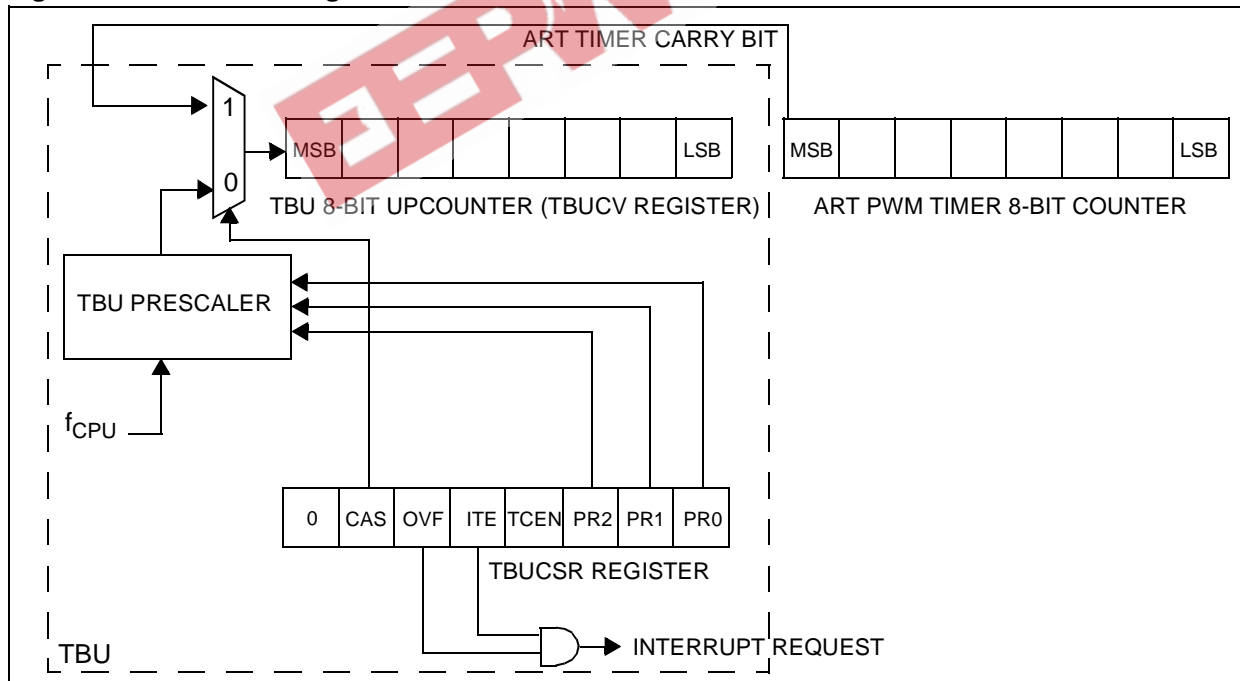 ART TIMER CARRY BIT
1
0
MSB LSB
MSB LSB
TBU 8-BIT UPCOUNTER (TBUCV REGISTER)
ART PWM TIMER 8-BIT COUNTER
TBU PRESCALER
fCPU
0 CAS OVF ITE TCEN PR2 PR1 PR0
TBUCSR REGISTER
INTERRUPT REQUEST
TBU